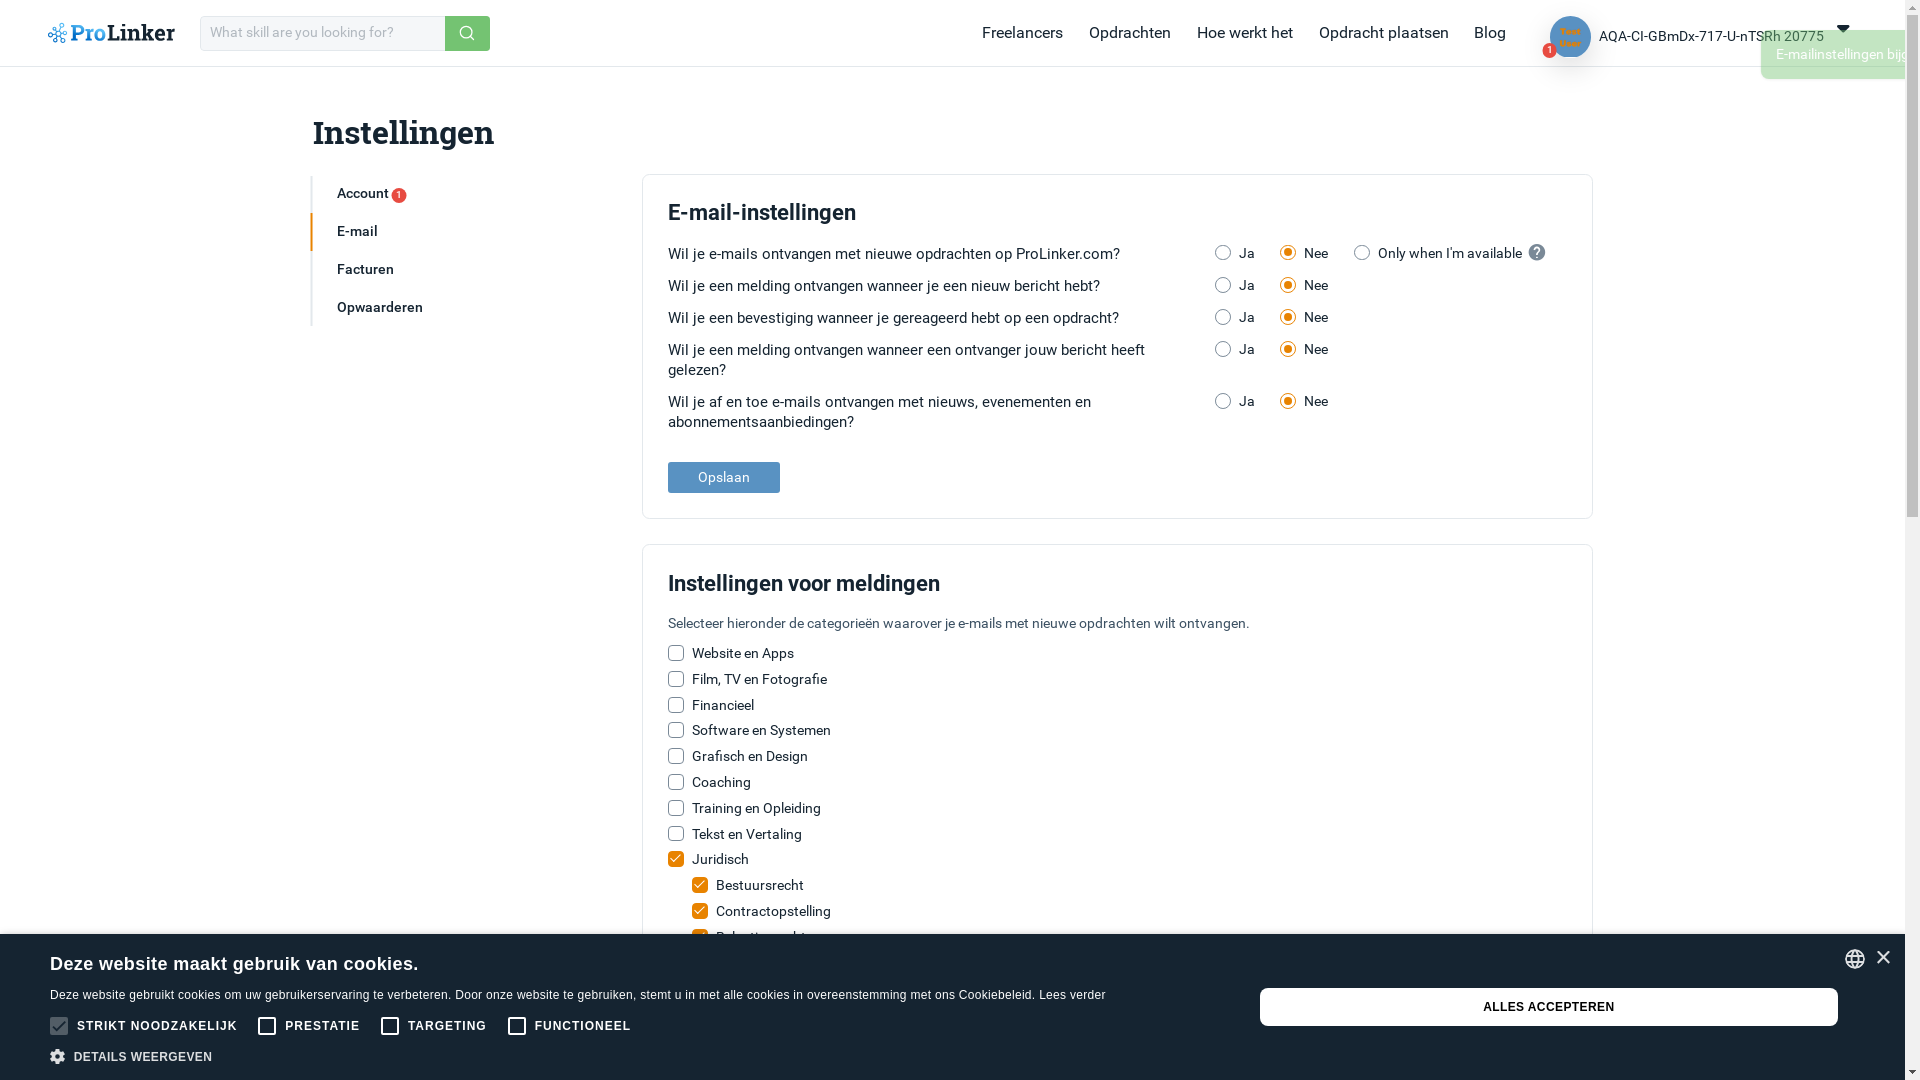 ProLinker
What skill are you looking for?
Freelancers
Opdrachten
Hoe werkt het
Opdracht plaatsen
Blog
Test
User
1
AQA-CI-GBmDx-717-U-nTSRh 20775
E-mailinstellingen
Instellingen
Account 1
E-mail
Facturen
Opwaarderen
E-mail-instellingen
Wil je e-mails ontvangen met nieuwe opdrachten op ProLinker.com? Ja Nee Only when I'm available ?
Wil je een melding ontvangen wanneer je een nieuw bericht hebt? Ja Nee
Wil je een bevestiging wanneer je gereageerd hebt op een opdracht? Ja Nee
Wil je een melding ontvangen wanneer een ontvanger jouw bericht heeft Ja Nee
gelezen?
Wil je af en toe e-mails ontvangen met nieuws, evenementen en Ja Nee
abonnementsaanbiedingen?
Opslaan
Instellingen voor meldingen
Selecteer hieronder de categorieën waarover je e-mails met nieuwe opdrachten wilt ontvangen.
Website en Apps
Film, TV en Fotografie
Financieel
Software en Systemen
Grafisch en Design
Coaching
Training en Opleiding
Tekst en Vertaling
Juridisch
Bestuursrecht
Contractopstelling
Deze website maakt gebruik van cookies.
Deze website gebruikt cookies om uw gebruikerservaring te verbeteren. Door onze website te gebruiken, stemt u in met alle cookies in overeenstemming met ons Cookiebeleid. Lees verder
STRIKT NOODZAKELIJK
PRESTATIE
TARGETING
FUNCTIONEEL
DETAILS WEERGEVEN
ALLES ACCEPTEREN